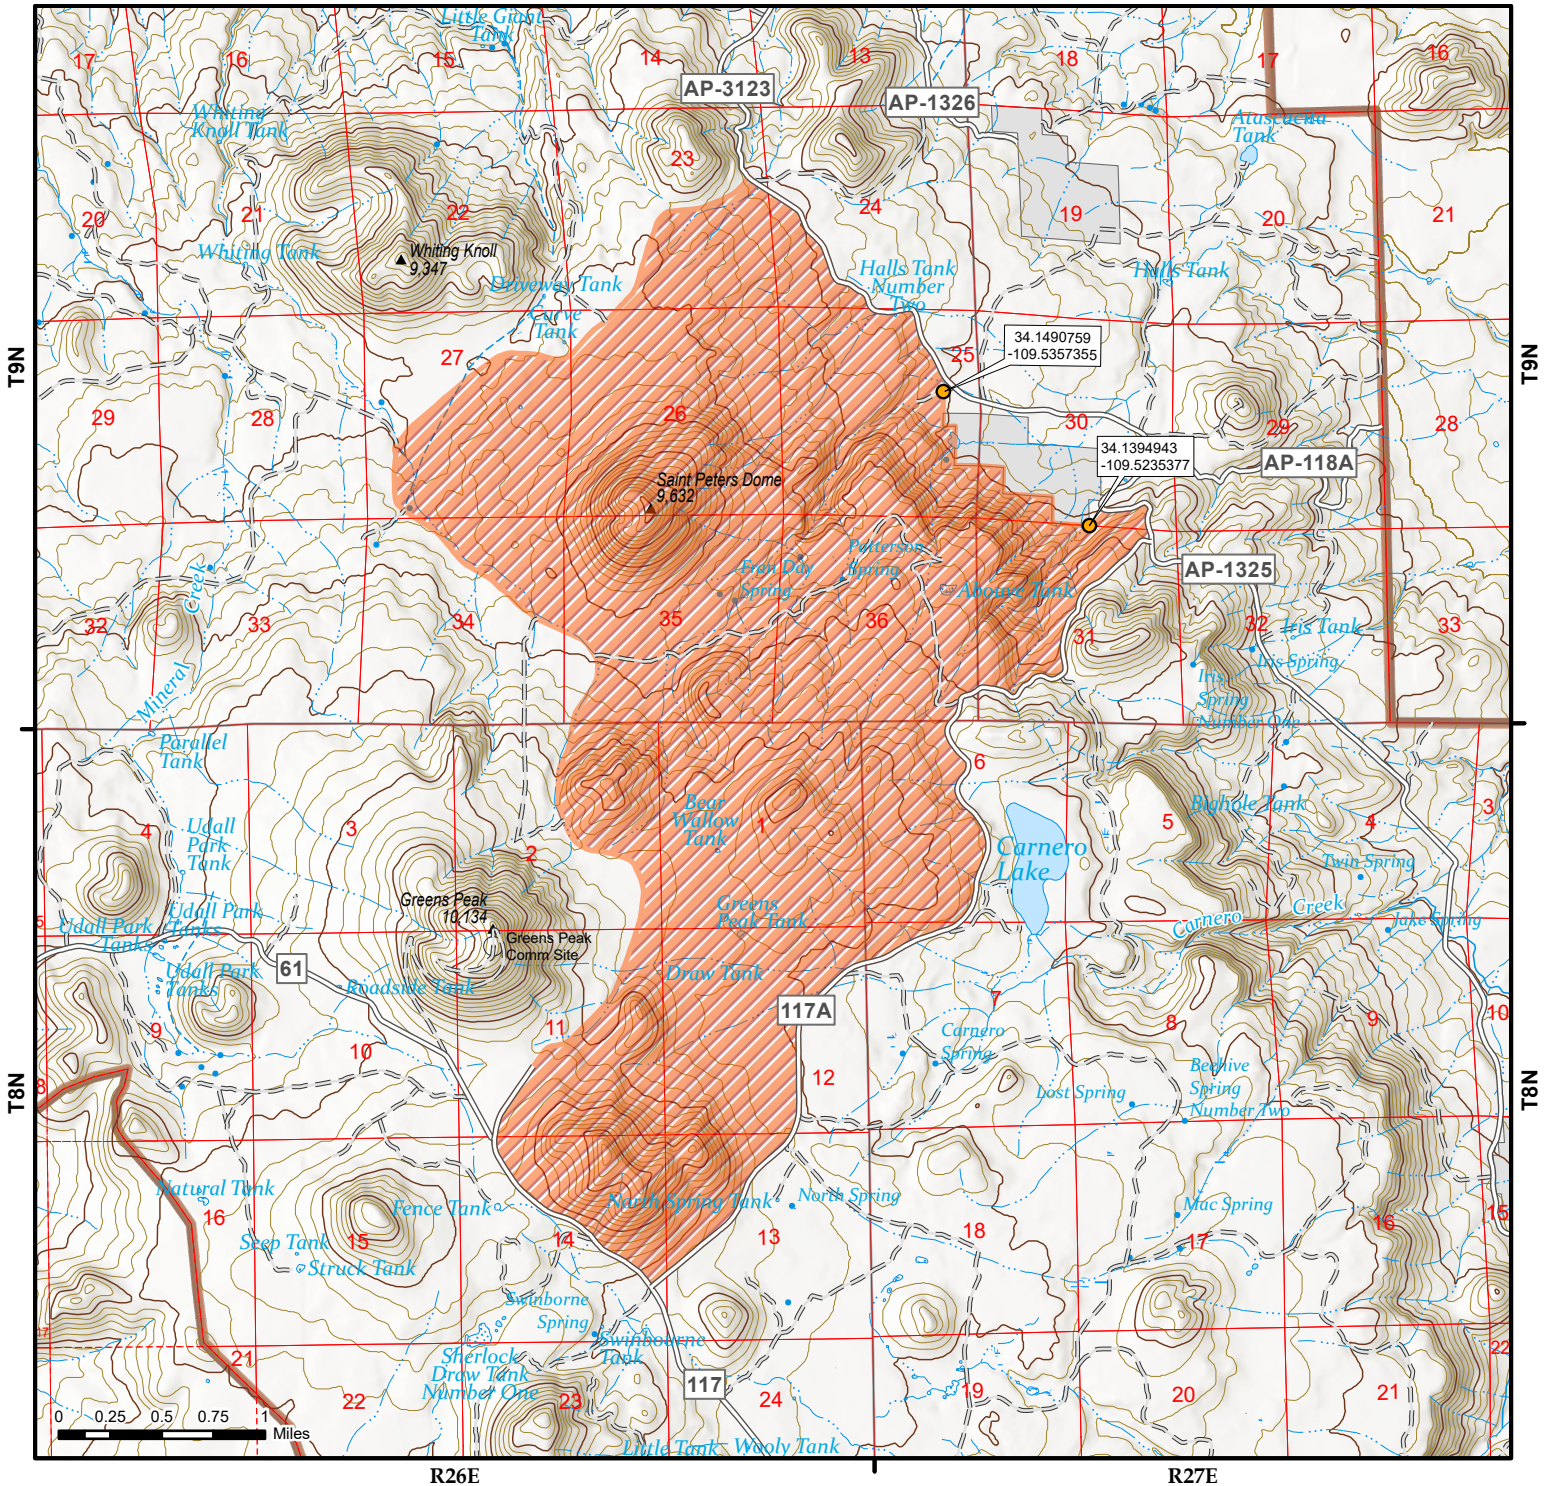 Little Giant
Tank
17
16
15
14
13
18
17
16
AP-3123
AP-1326
Whiting
Knoll Tank
Atascacita
Tank
23
20
21
22
24
19
20
21
Whiting Tank
Whiting Knoll
9,347
Driveway Tank
Curve
Tank
Halls Tank
Number
Two
Halls Tank
34.1490759
-109.5357355
T9N
T9N
27
25
29
28
26
30
29
28
34.1394943
-109.5235377
AP-118A
Saint Peters Dome
9,632
Patterson
Spring
Fran Day
Spring
Above Tank
AP-1325
Mineral
Creek
32
33
34
35
36
31
32
33
Iris Tank
Iris Spring
Iris
Spring
Number One
Parallel
Tank
6
Bear
Wallow
Tank
Bighole Tank
4
3
2
1
5
4
3
Udall
Park
Tank
Carnero
Lake
Twin Spring
Greens Peak
10,134
Greens Peak
Comm Site
Greens
Peak Tank
Udall Park
Tanks
Udall Park
Tanks
5
Carnero
Creek
Jake Spring
61
Udall Park
Tanks
Roadside Tank
Draw Tank
117A
9
10
11
12
7
8
9
10
Carnero
Spring
Lost Spring
Beehive
Spring
Number Two
T8N
T8N
8
Natural Tank
Fence Tank
North Spring Tank
North Spring
Mac Spring
16
15
14
13
18
17
16
15
Seep Tank
Struck Tank
Swinborne
Spring
Swinbourne
Tank
17
21
22
Sherlock
Draw Tank
Number One
117
22
23
24
19
20
21
0 0.25 0.5 0.75 1
Miles
Little Tank
Wooly Tank
R26E
R27E